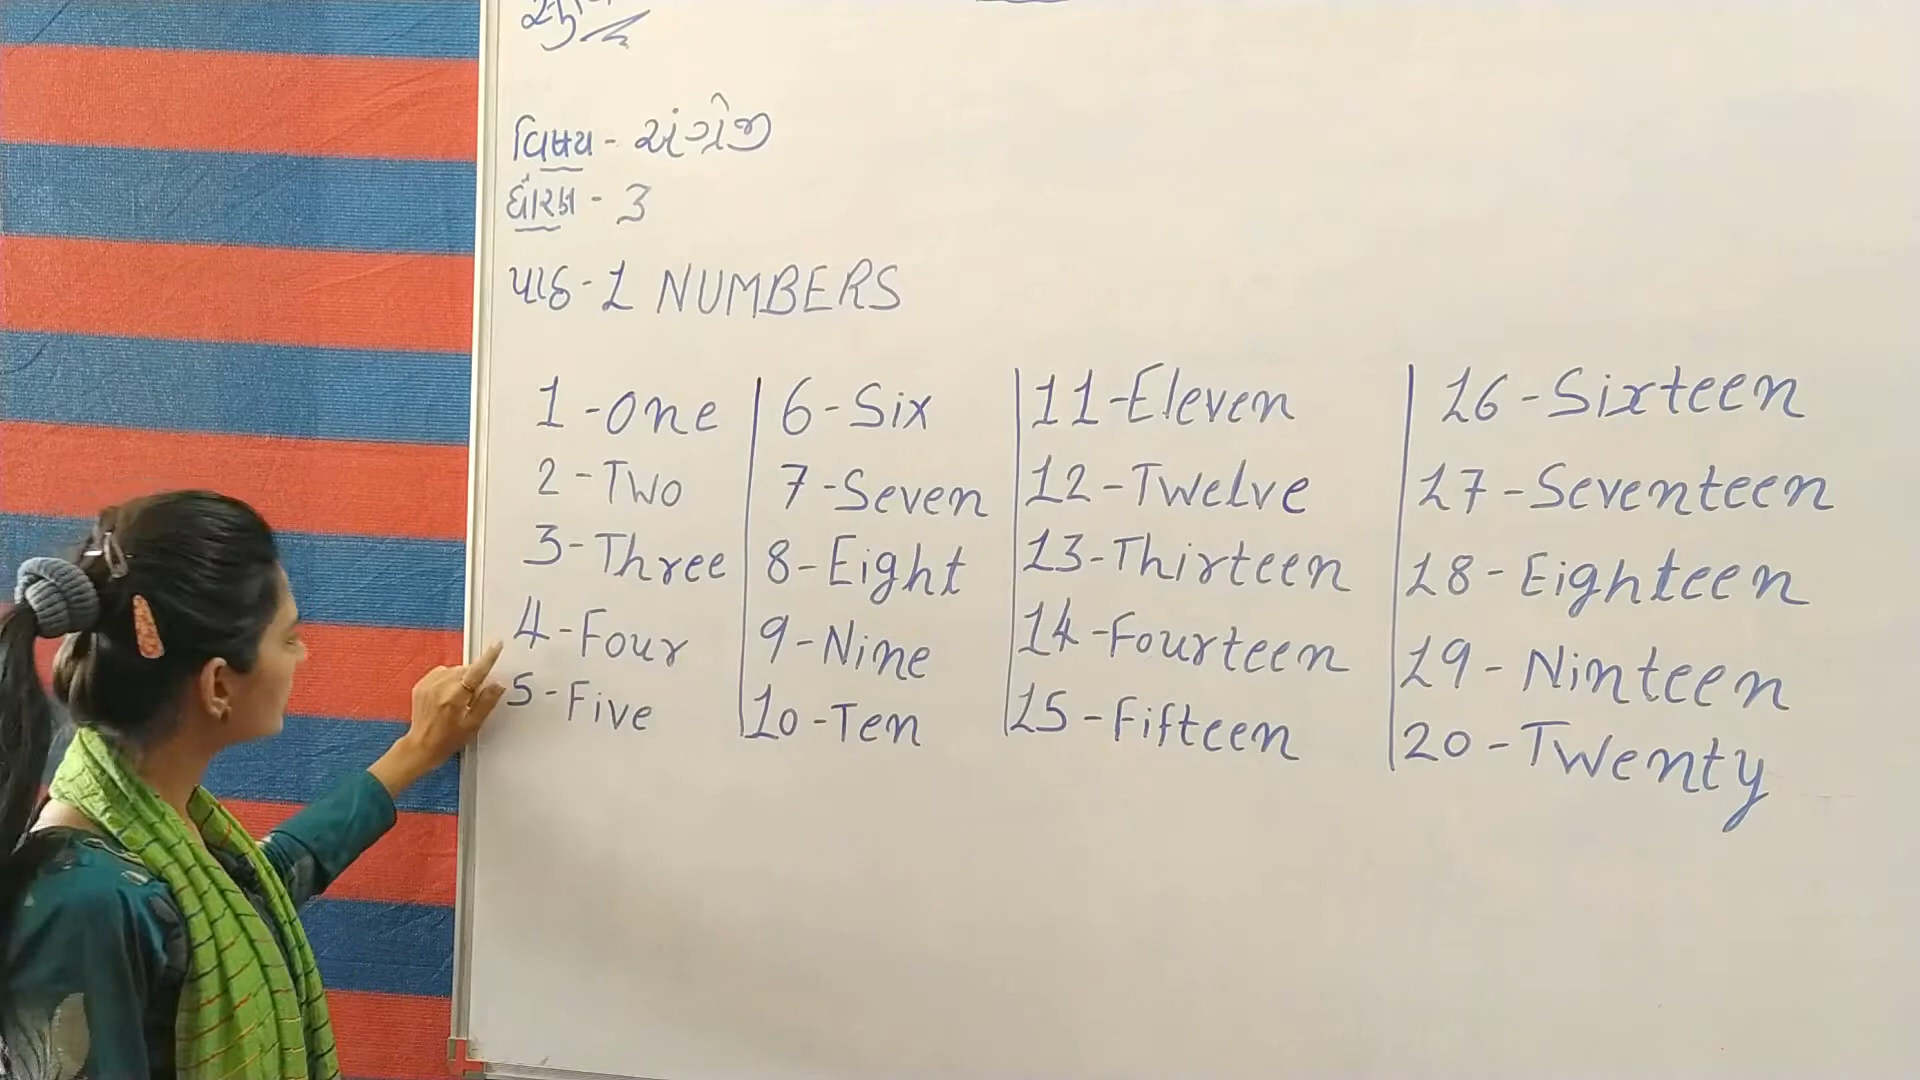 વિષય - અંગ્રેજી
ધોરણ - 3
પાઠ - 1 NUMBERS
1 - One
2 - Two
3 - Three
4 - Four
5 - Five
6 - Six
7 - Seven
8 - Eight
9 - Nine
10 - Ten
11 - Eleven
12 - Twelve
13 - Thirteen
14 - Fourteen
15 - Fifteen
16 - Sixteen
17 - Seventeen
18 - Eighteen
19 - Ninteen
20 - Twenty